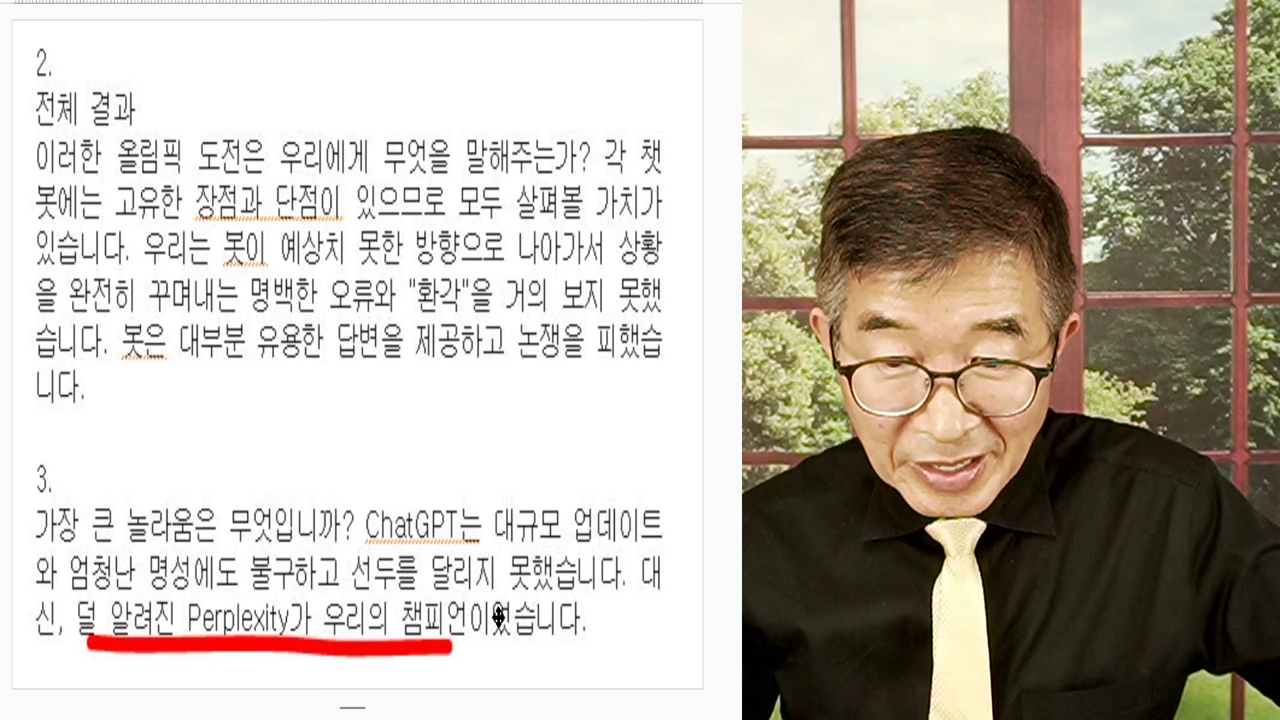 2.
전체 결과
이러한 올림픽 도전은 우리에게 무엇을 말해주는가? 각 챗
봇에는 고유한 장점과 단점이 있으므로 모두 살펴볼 가치가
있습니다. 우리는 봇이 예상치 못한 방향으로 나아가서 상황
을 완전히 꾸며내는 명백한 오류와 "환각"을 거의 보지 못했
습니다. 봇은 대부분 유용한 답변을 제공하고 논쟁을 피했습
니다.
3.
가장 큰 놀라움은 무엇입니까? ChatGPT는 대규모 업데이트
와 엄청난 명성에도 불구하고 선두를 달리지 못했습니다. 대
신, 덜 알려진 Perplexity가 우리의 챔피언이었습니다.